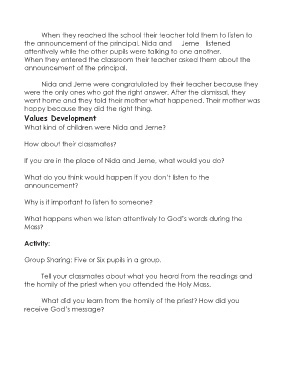 When they reached the school their teacher told them to listen to
the announcement of the principal. Nida and Jerne listened
attentively while the other pupils were talking to one another.
When they entered the classroom their teacher asked them about the
announcement of the principal.
Nida and Jerne were congratulated by their teacher because they
were the only ones who got the right answer. After the dismissal, they
went home and they told their mother what happened. Their mother was
happy because they did the right thing.
Values Development
What kind of children were Nida and Jerne?
How about their classmates?
If you are in the place of Nida and Jerne, what would you do?
What do you think would happen if you don't listen to the
announcement?
Why is it important to listen to someone?
What happens when we listen attentively to God's words during the
Mass?
Activity:
Group Sharing: Five or Six pupils in a group.
Tell your classmates about what you heard from the readings and
the homily of the priest when you attended the Holy Mass.
What did you learn from the homily of the priest? How did you
receive God's message?